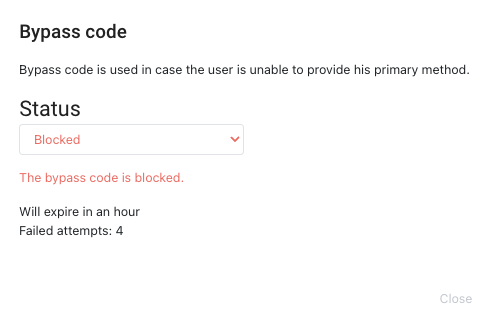 Bypass code
Bypass code is used in case the user is unable to provide his primary method.
Status
Blocked
The bypass code is blocked.
Will expire in an hour
Failed attempts: 4
Close